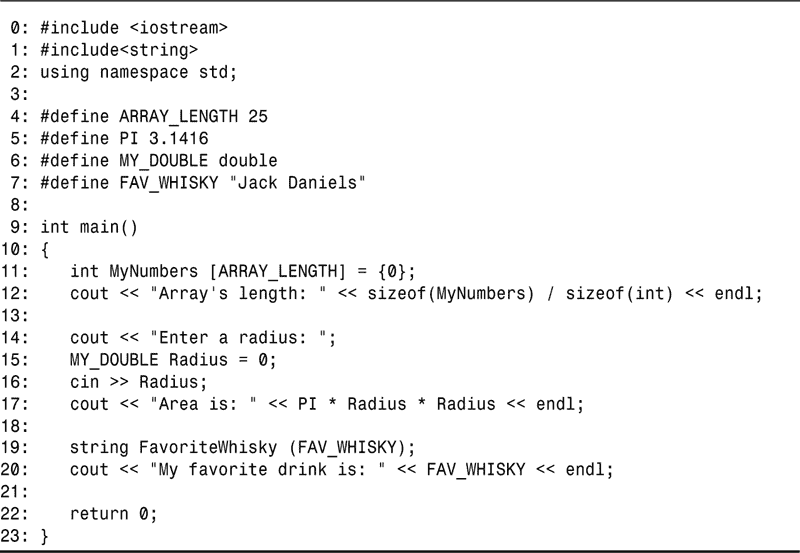 0: #include <iostream>
1: #include<string>
2: using namespace std;
3:
4: #define ARRAY_LENGTH 25
5: #define PI 3.1416
6: #define MY_DOUBLE double
7: #define FAV_WHISKY "Jack Daniels"
8:
9: int main()
10: {
11:    int MyNumbers [ARRAY_LENGTH] = {0};
12:    cout << "Array's length: " << sizeof(MyNumbers) / sizeof(int) << endl;
13:
14:    cout << "Enter a radius: ";
15:    MY_DOUBLE Radius = 0;
16:    cin >> Radius;
17:    cout << "Area is: " << PI * Radius * Radius << endl;
18:
19:    string FavoriteWhisky (FAV_WHISKY);
20:    cout << "My favorite drink is: " << FAV_WHISKY << endl;
21:
22:    return 0;
23: }